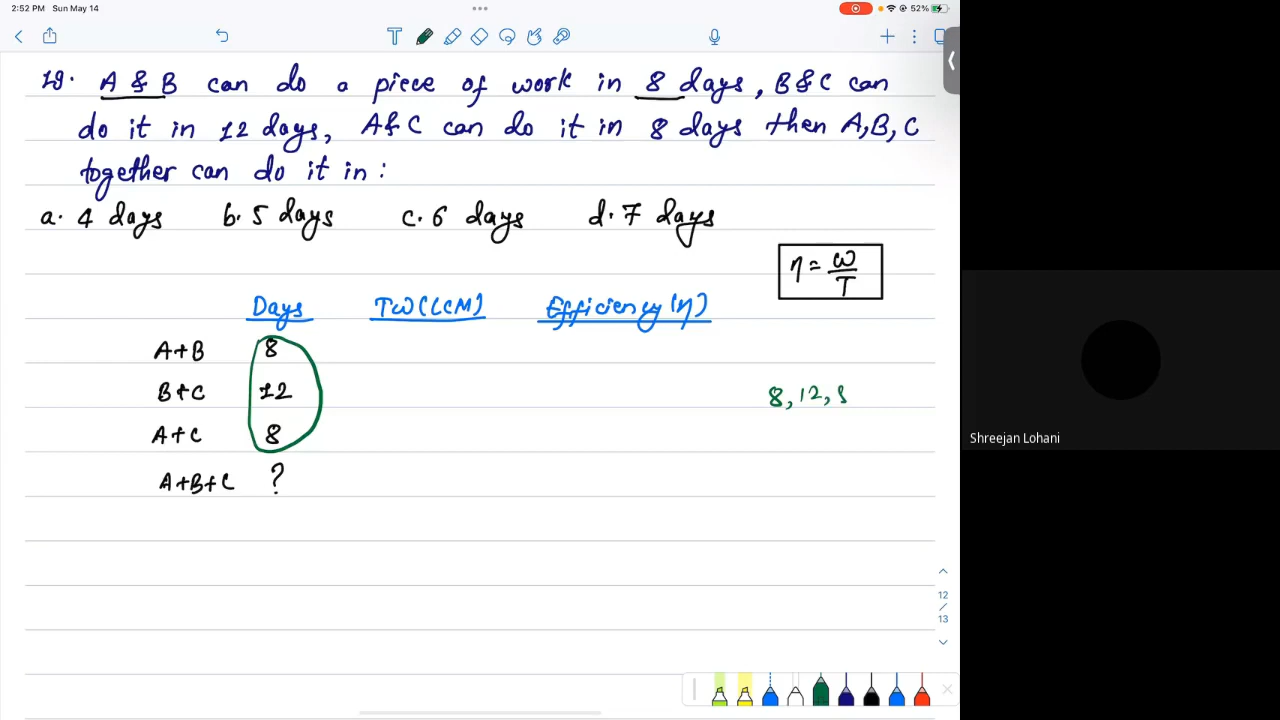 2:52 PM Sun May 14
52%
19. A & B can do a piece of work in 8 days, B & C can
do it in 12 days, A & C can do it in 8 days then A, B, C
together can do it in :
a. 4 days b. 5 days c. 6 days d. 7 days
η = ω/T
Days TW (LCM) Efficiency (η)
A+B 8
B+C 12
8, 12, 8
A+C 8
Shreejan Lohani
A+B+C ?
12
/
13